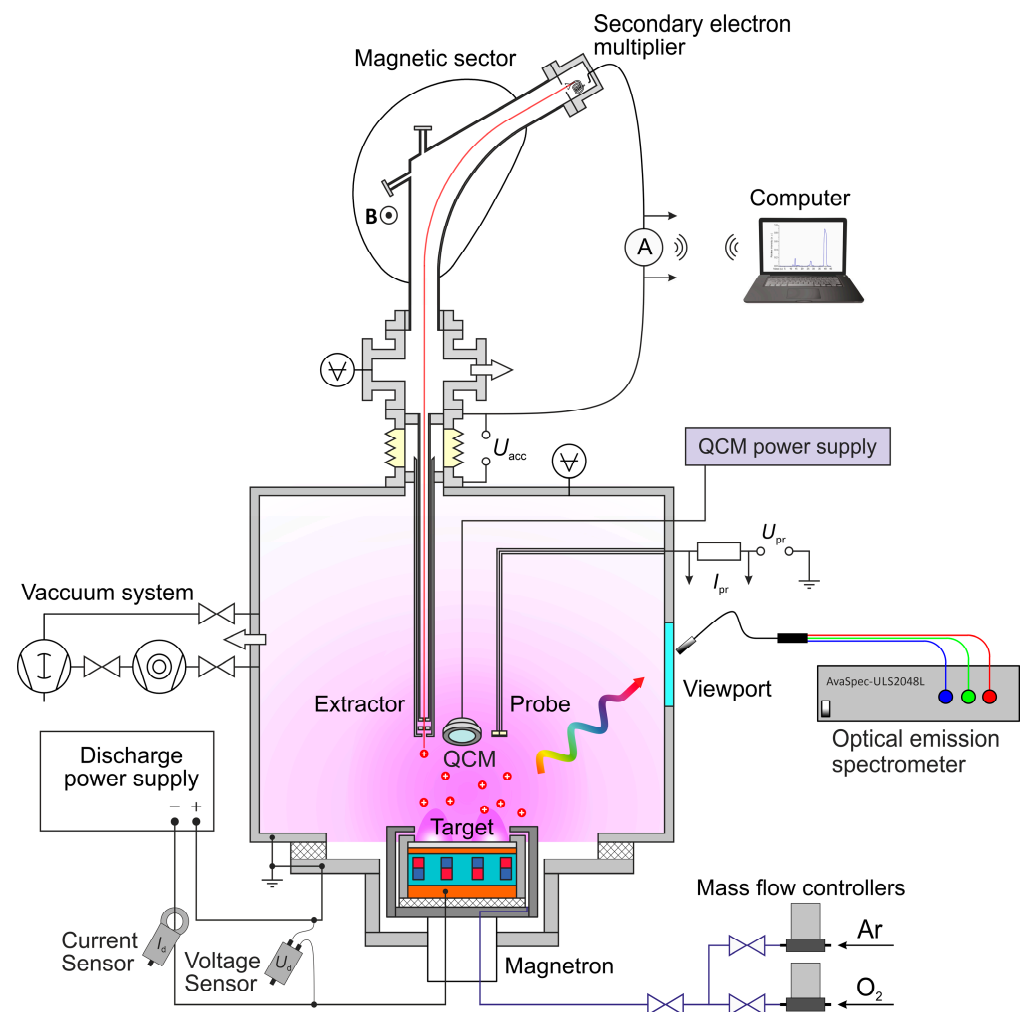 Secondary electron
multiplier
Magnetic sector
B
Computer
A
U acc
QCM power supply
U pr
I pr
Vaccuum system
Viewport
AvaSpec-ULS2048L
Optical emission
spectrometer
Extractor
Probe
QCM
Discharge
power supply
− +
Target
Mass flow controllers
Ar
Current
Sensor
I d
Voltage
Sensor
U d
Magnetron
O2